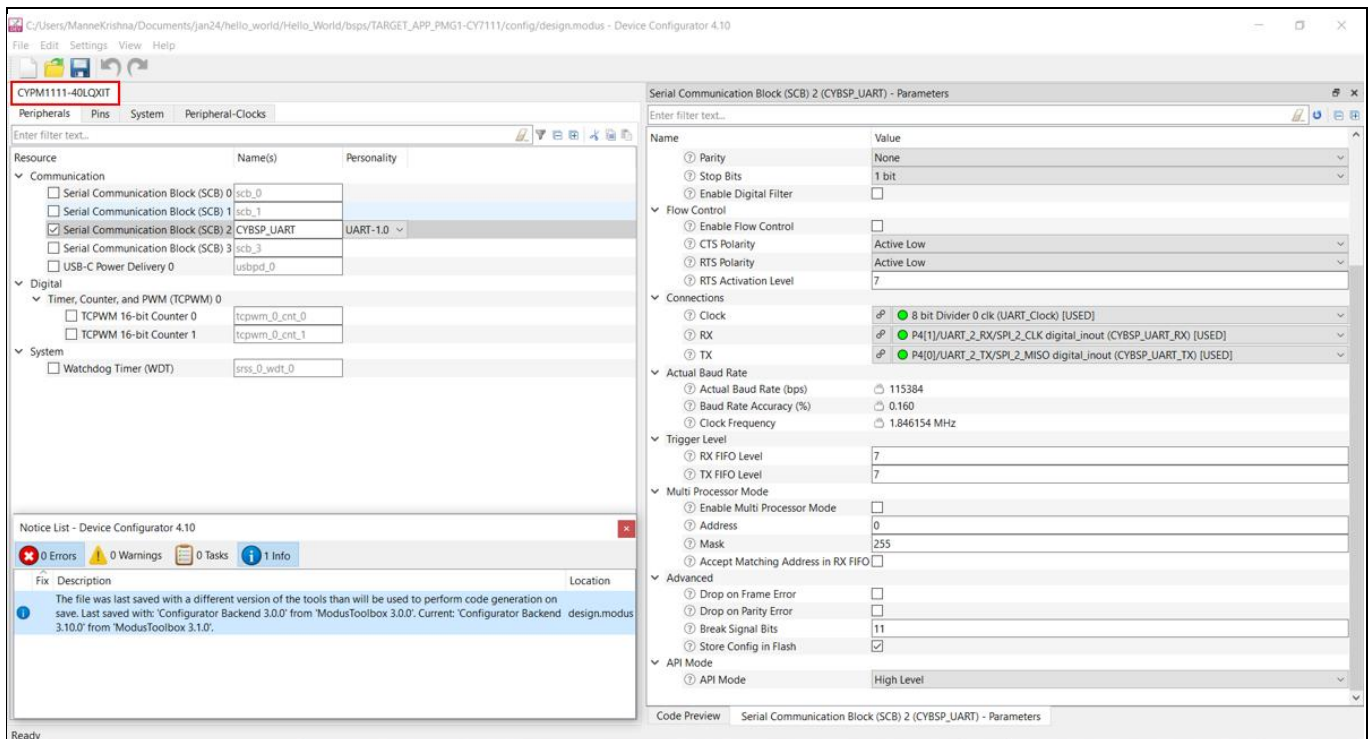 C:/Users/ManneKrishna/Documents/jan24/hello_world/Hello_World/bsps/TARGET_APP_PMG1-CY7111/config/design.modus - Device Configurator 4.10
File Edit Settings View Help
CYPM1111-40LQXIT
Peripherals Pins System Peripheral-Clocks
Enter filter text...
Resource Name(s) Personality
Communication
Serial Communication Block (SCB) 0 scb_0
Serial Communication Block (SCB) 1 scb_1
Serial Communication Block (SCB) 2 CYBSP_UART UART-1.0
Serial Communication Block (SCB) 3 scb_3
USB-C Power Delivery 0 usbpd_0
Digital
Timer, Counter, and PWM (TCPWM) 0
TCPWM 16-bit Counter 0 tcpwm_0_cnt_0
TCPWM 16-bit Counter 1 tcpwm_0_cnt_1
System
Watchdog Timer (WDT) srss_0_wdt_0
Notice List - Device Configurator 4.10
0 Errors 0 Warnings 0 Tasks 1 Info
Fix Description Location
The file was last saved with a different version of the tools than will be used to perform code generation on
save. Last saved with: 'Configurator Backend 3.0.0' from 'ModusToolbox 3.0.0'. Current: 'Configurator Backend design.modus
3.10.0' from 'ModusToolbox 3.1.0'.
Serial Communication Block (SCB) 2 (CYBSP_UART) - Parameters
Enter filter text...
Name Value
Parity None
Stop Bits 1 bit
Enable Digital Filter
Flow Control
Enable Flow Control
CTS Polarity Active Low
RTS Polarity Active Low
RTS Activation Level 7
Connections
Clock 8 bit Divider 0 clk (UART_Clock) [USED]
RX P4[1]/UART_2_RX/SPI_2_CLK digital_inout (CYBSP_UART_RX) [USED]
TX P4[0]/UART_2_TX/SPI_2_MISO digital_inout (CYBSP_UART_TX) [USED]
Actual Baud Rate
Actual Baud Rate (bps) 115384
Baud Rate Accuracy (%) 0.160
Clock Frequency 1.846154 MHz
Trigger Level
RX FIFO Level 7
TX FIFO Level 7
Multi Processor Mode
Enable Multi Processor Mode
Address 0
Mask 255
Accept Matching Address in RX FIFO
Advanced
Drop on Frame Error
Drop on Parity Error
Break Signal Bits 11
Store Config in Flash
API Mode
API Mode High Level
Code Preview Serial Communication Block (SCB) 2 (CYBSP_UART) - Parameters
Ready